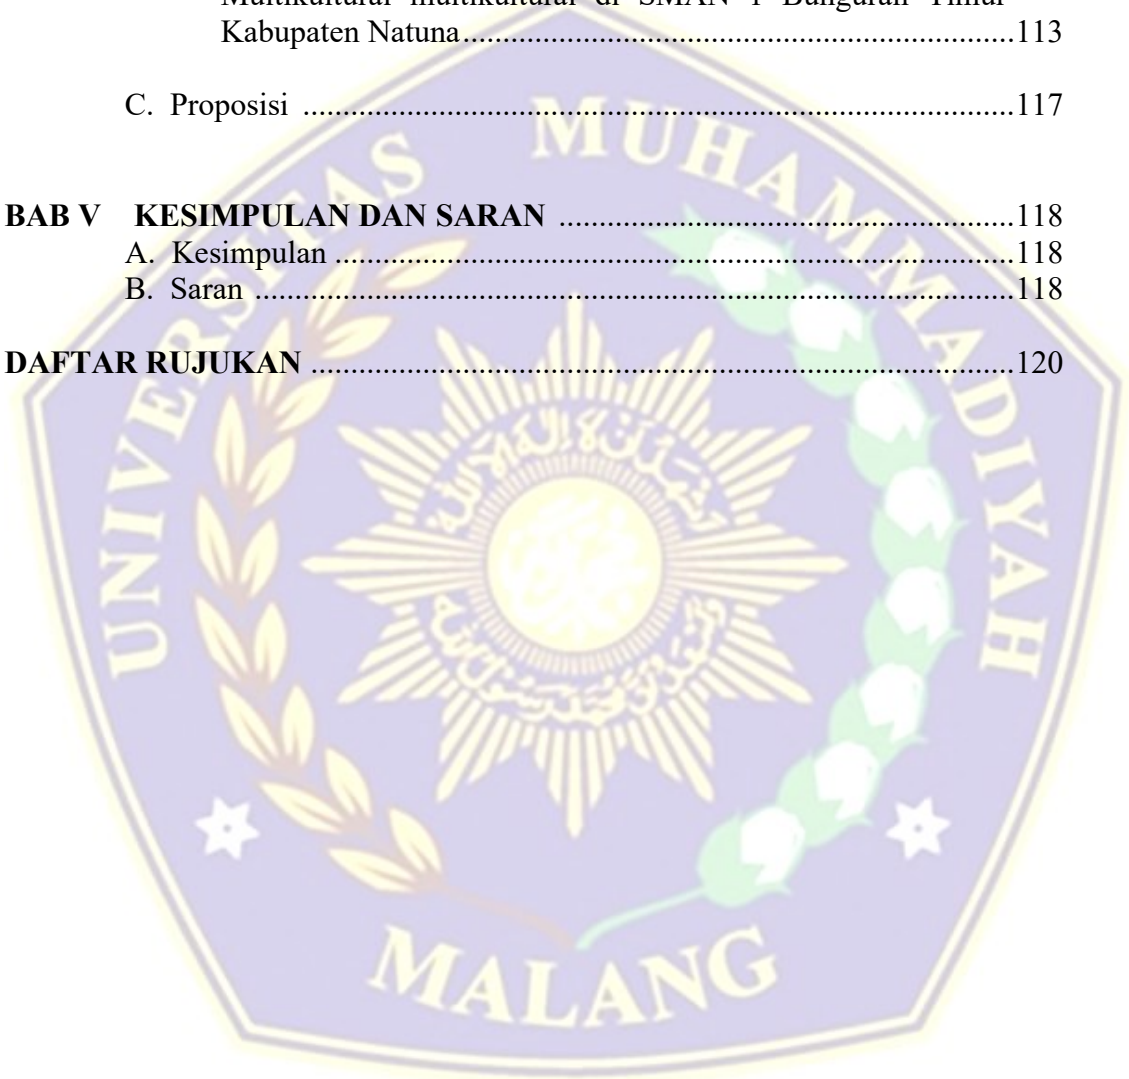 Multikultural multikultural di SMAN 1 Bunguran Timur
Kabupaten Natuna......................................................................113
C. Proposisi ..........................................................................................117
BAB V KESIMPULAN DAN SARAN .........................................................118
A. Kesimpulan ......................................................................................118
B. Saran ................................................................................................118
DAFTAR RUJUKAN .........................................................................................120
UNIVERSITAS MUHAMMADIYAH
MALANG